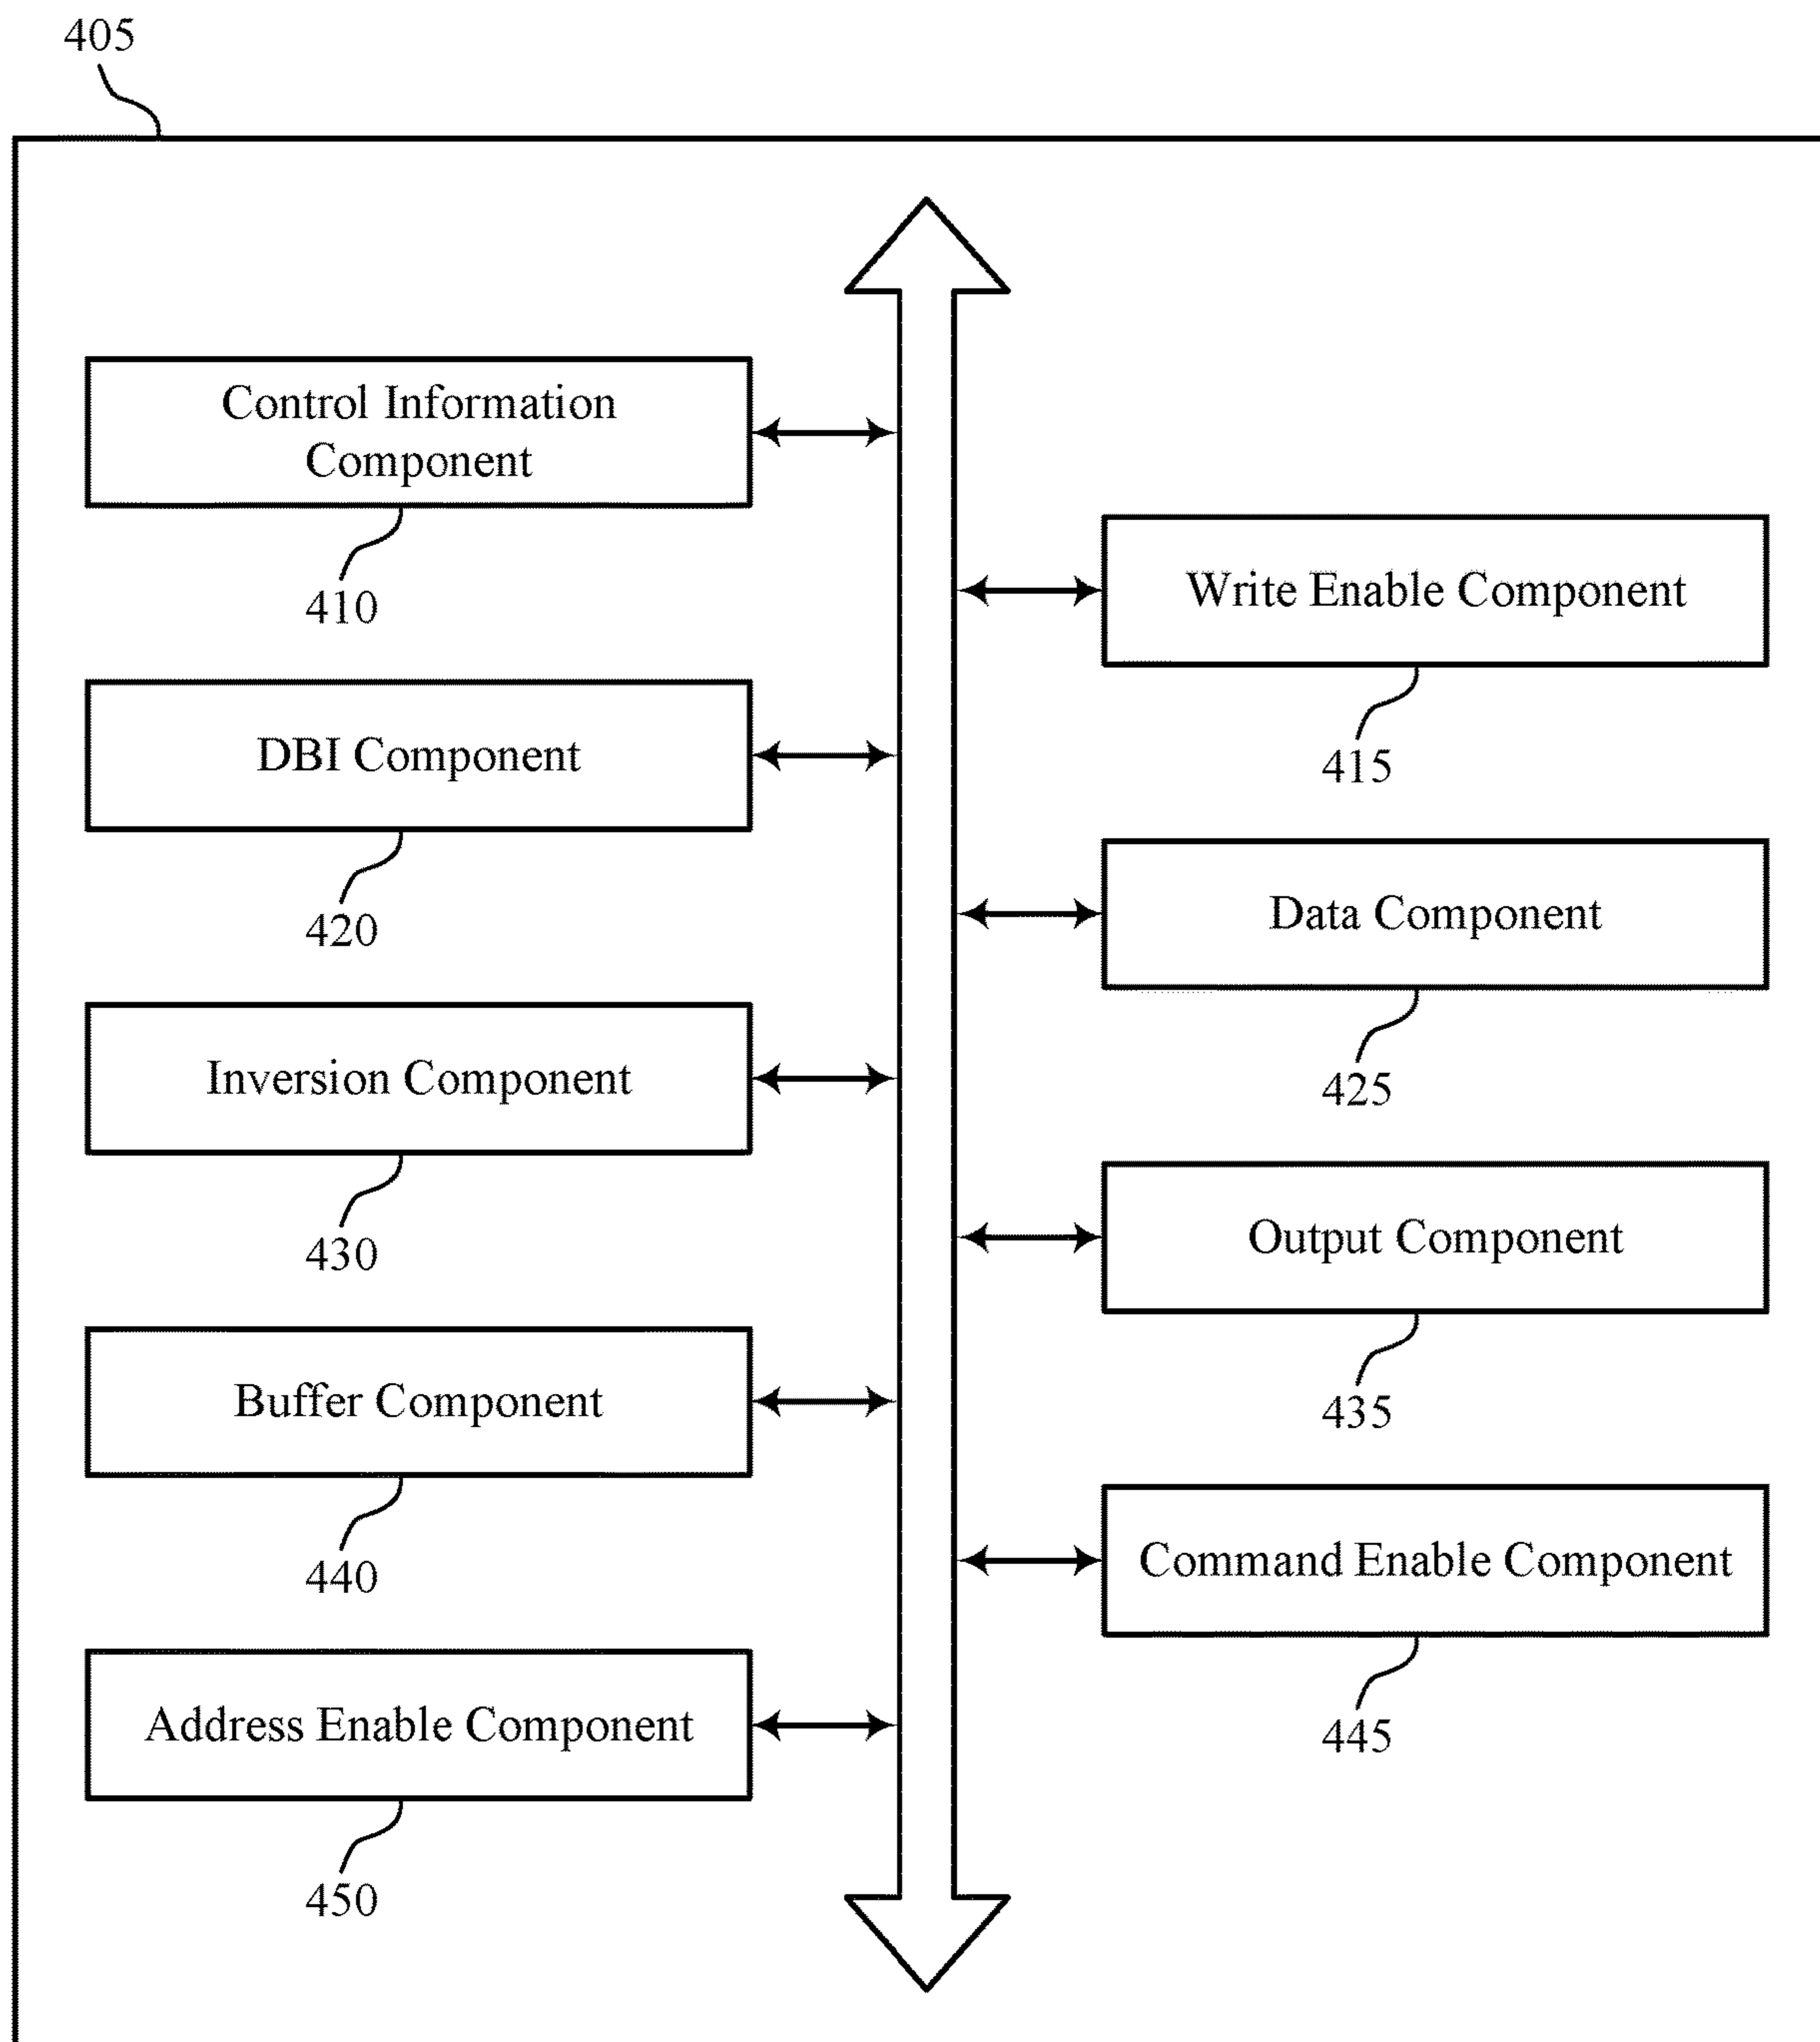 405
Control Information
Component
410
Write Enable Component
415
DBI Component
420
Data Component
425
Inversion Component
430
Output Component
435
Buffer Component
440
Command Enable Component
445
Address Enable Component
450